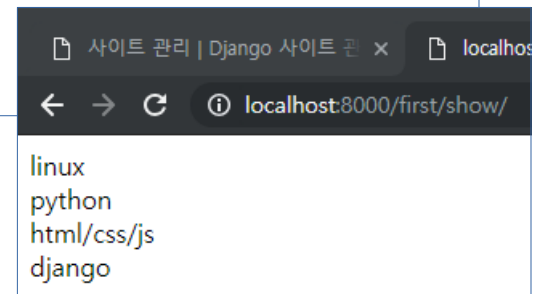 사이트 관리 | Django 사이트 관
localhos
localhost:8000/first/show/
linux
python
html/css/js
django